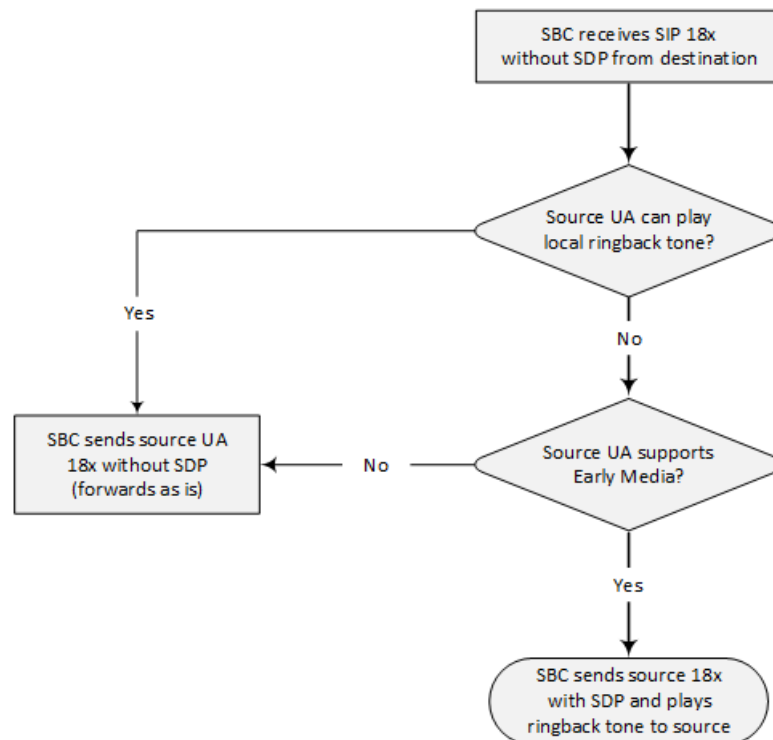 SBC receives SIP 18x
without SDP from destination
Source UA can play
local ringback tone?
Yes
No
SBC sends source UA
18x without SDP
(forwards as is)
No
Source UA supports
Early Media?
Yes
SBC sends source 18x
with SDP and plays
ringback tone to source